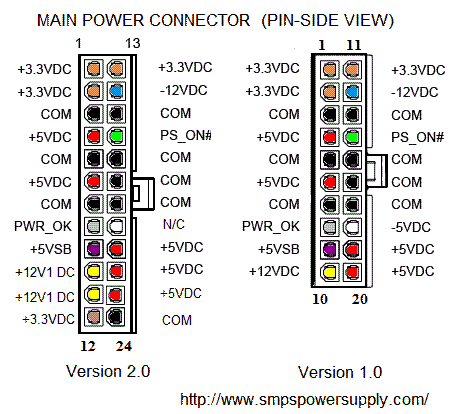 MAIN POWER CONNECTOR (PIN-SIDE VIEW)
1 13
+3.3VDC +3.3VDC
+3.3VDC -12VDC
COM COM
+5VDC PS_ON#
COM COM
+5VDC COM
COM COM
PWR_OK N/C
+5VSB +5VDC
+12V1 DC +5VDC
+12V1 DC +5VDC
+3.3VDC COM
12 24
Version 2.0
1 11
+3.3VDC +3.3VDC
+3.3VDC -12VDC
COM COM
+5VDC PS_ON#
COM COM
+5VDC COM
COM COM
PWR_OK -5VDC
+5VSB +5VDC
+12VDC +5VDC
10 20
Version 1.0
http://www.smpspowersupply.com/